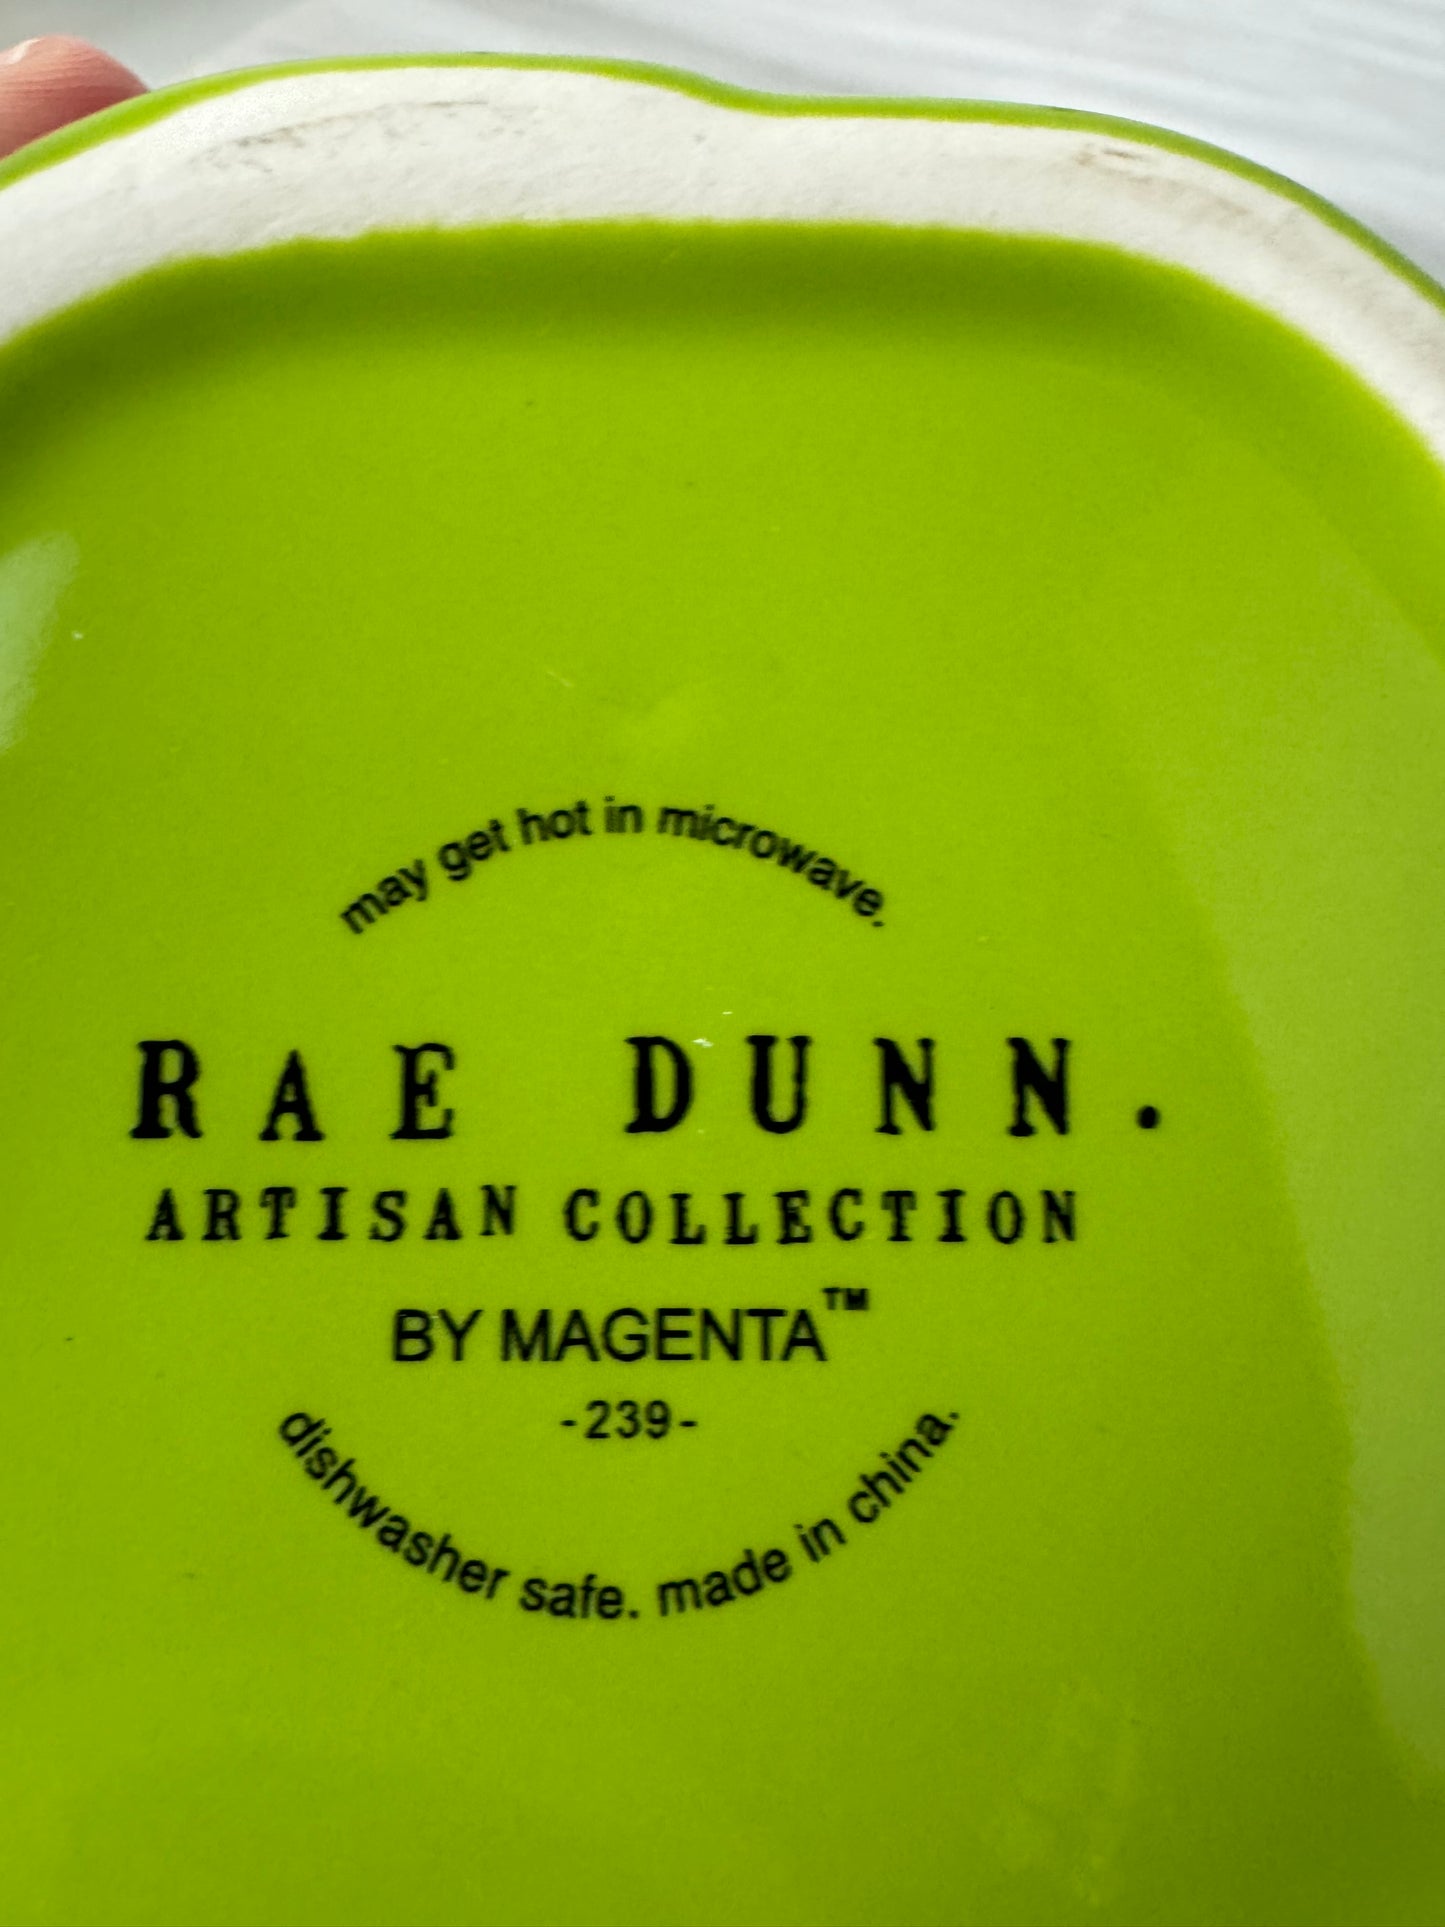 may get hot in microwave.
RAE DUNN.
ARTISAN COLLECTION
BY MAGENTA™
-239-
dishwasher safe. made in china.